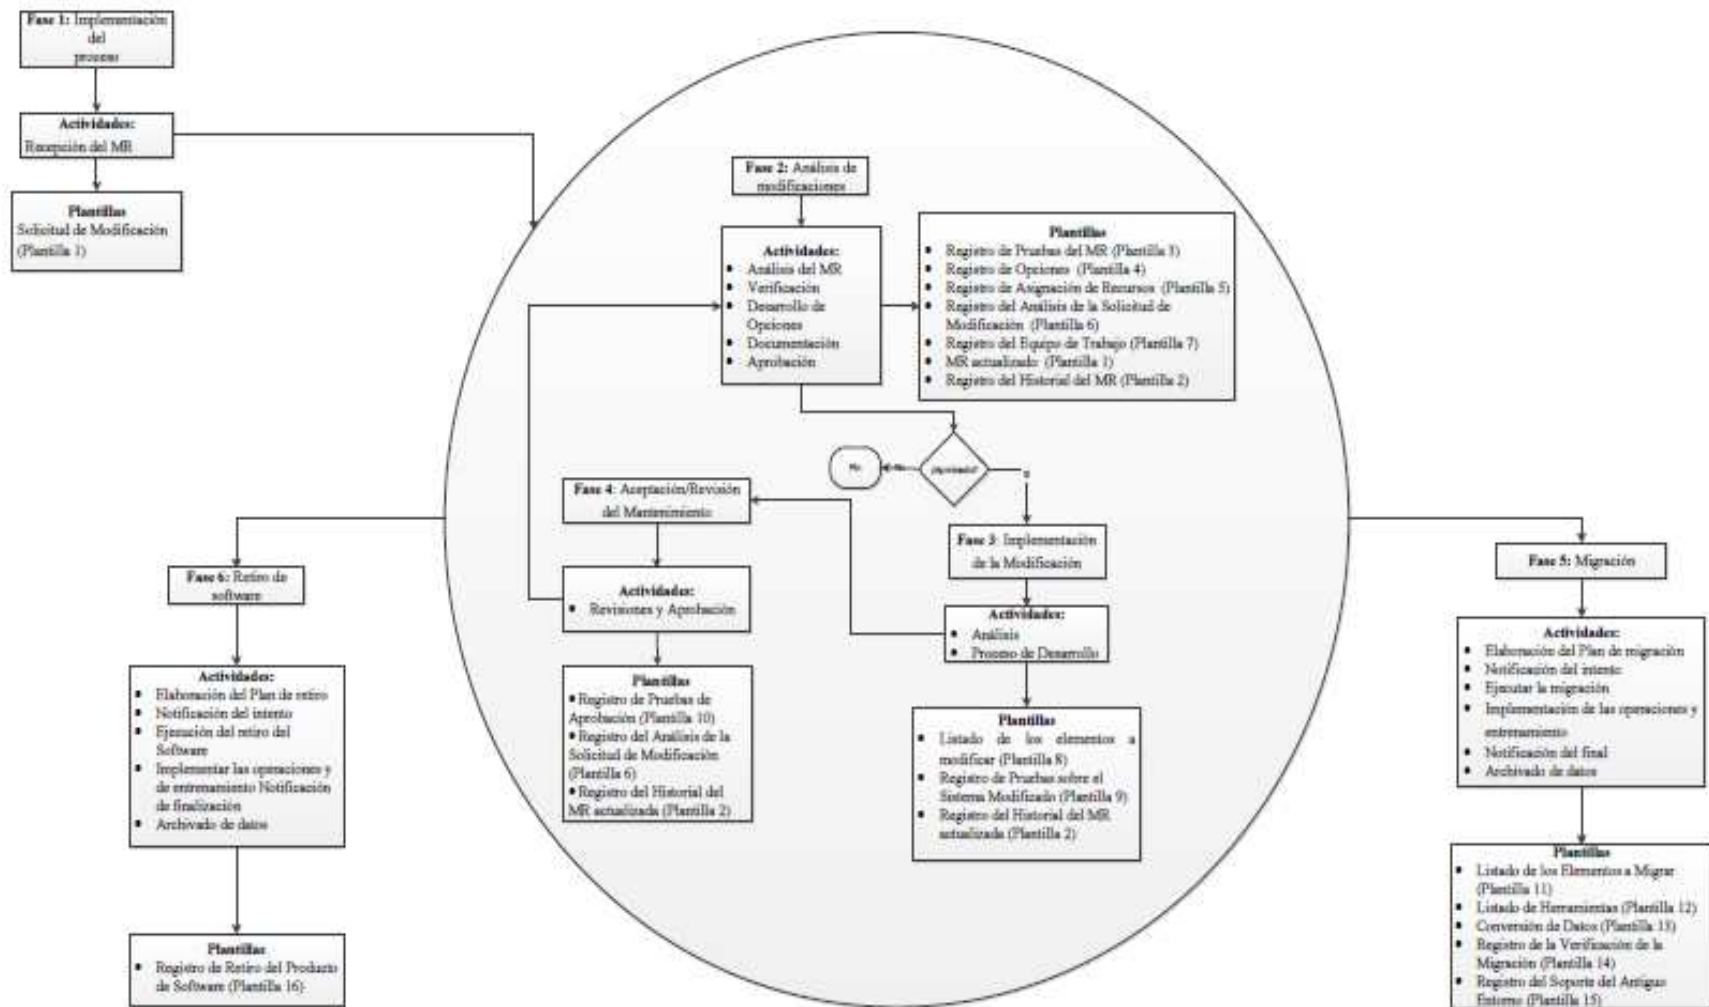 Fase 1: Implementación
del
proceso
Actividades:
Recepción del MR
Plantillas
Solicitud de Modificación
(Plantilla 1)
Fase 2: Análisis de
modificaciones
Actividades:
• Análisis del MR
• Verificación
• Desarrollo de
Opciones
• Documentación
• Aprobación
Plantillas
• Registro de Pruebas del MR (Plantilla 3)
• Registro de Opciones (Plantilla 4)
• Registro de Asignación de Recursos (Plantilla 5)
• Registro del Análisis de la Solicitud de
Modificación (Plantilla 6)
• Registro del Equipo de Trabajo (Plantilla 7)
• MR actualizado (Plantilla 1)
• Registro del Historial del MR (Plantilla 2)
Fase 4: Aceptación/Revisión
del Mantenimiento
Actividades:
• Revisiones y Aprobación
Plantillas
• Registro de Pruebas de
Aprobación (Plantilla 10)
• Registro del Análisis de la
Solicitud de Modificación
(Plantilla 6)
• Registro del Historial del
MR actualizada (Plantilla 2)
Fase 3: Implementación
de la Modificación
Actividades:
• Análisis
• Proceso de Desarrollo
Plantillas
• Listado de los elementos a
modificar (Plantilla 8)
• Registro de Pruebas sobre el
Sistema Modificado (Plantilla 9)
• Registro del Historial del MR
actualizada (Plantilla 2)
Fase 6: Retiro de
software
Actividades:
• Elaboración del Plan de retiro
• Notificación del intento
• Ejecución del retiro del
Software
• Implementar las operaciones y
de entrenamiento Notificación
de finalización
• Archivado de datos
Plantillas
• Registro de Retiro del Producto
de Software (Plantilla 16)
Fase 5: Migración
Actividades:
• Elaboración del Plan de migración
• Notificación del intento
• Ejecutar la migración
• Implementación de las operaciones y
entrenamiento
• Notificación del final
• Archivado de datos
Plantillas
• Listado de los Elementos a Migrar
(Plantilla 11)
• Listado de Herramientas (Plantilla 12)
• Conversión de Datos (Plantilla 13)
• Registro de la Verificación de la
Migración (Plantilla 14)
• Registro del Soporte del Antiguo
Entorno (Plantilla 15)